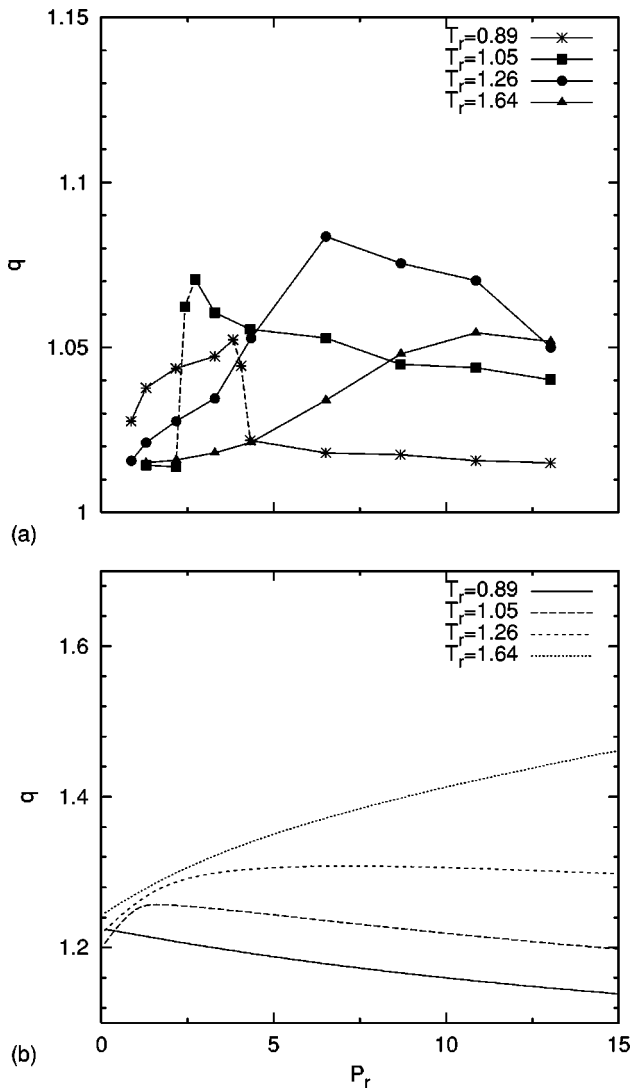 1.15
T_r=0.89
T_r=1.05
T_r=1.26
T_r=1.64
1.1
q
1.05
1
(a)
T_r=0.89
T_r=1.05
T_r=1.26
T_r=1.64
1.6
q
1.4
1.2
(b)
0 5 10 15
P_r